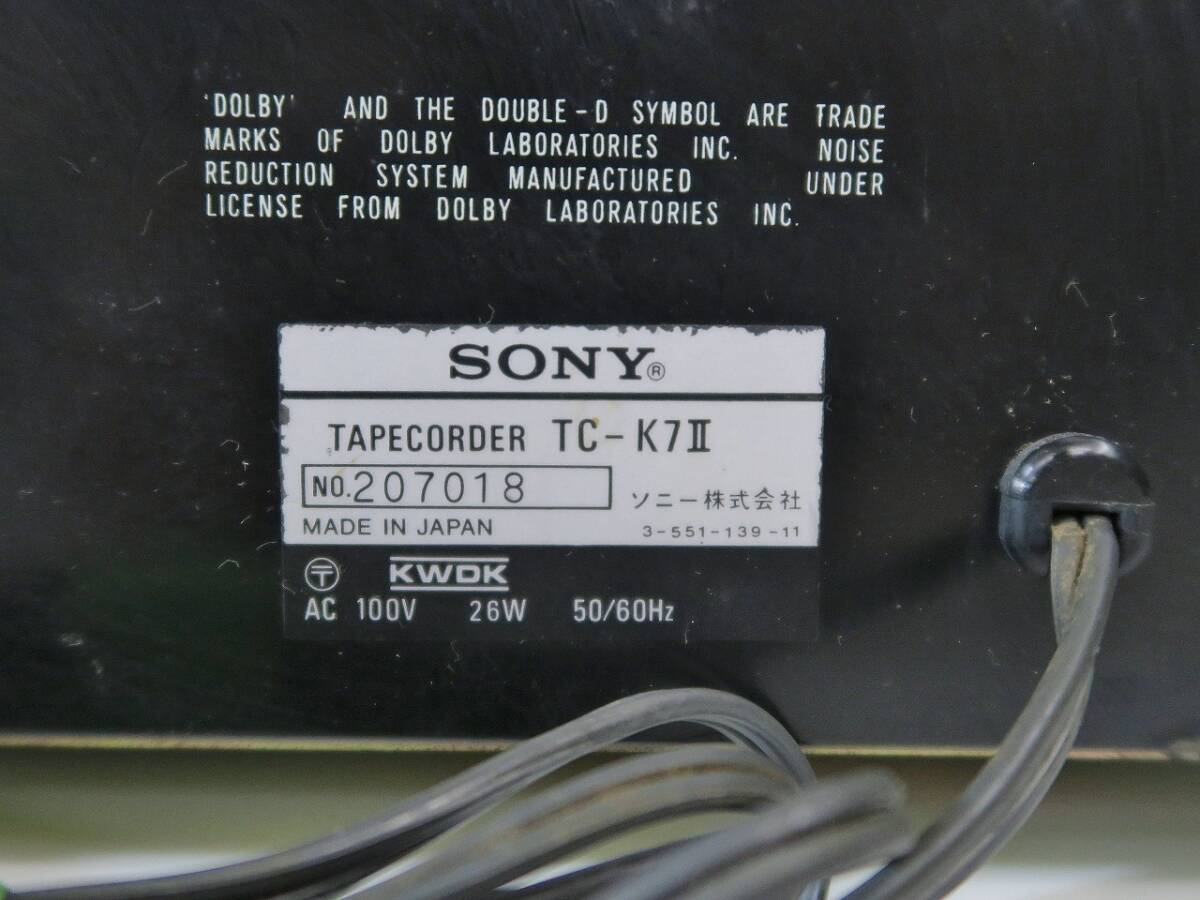 'DOLBY' AND THE DOUBLE-D SYMBOL ARE TRADE
MARKS OF DOLBY LABORATORIES INC. NOISE
REDUCTION SYSTEM MANUFACTURED UNDER
LICENSE FROM DOLBY LABORATORIES INC.
SONY®
TAPECORDER TC-K7Ⅱ
NO.207018
ソニー株式会社
MADE IN JAPAN
3-551-139-11
〒 KWDK
AC 100V 26W 50/60Hz